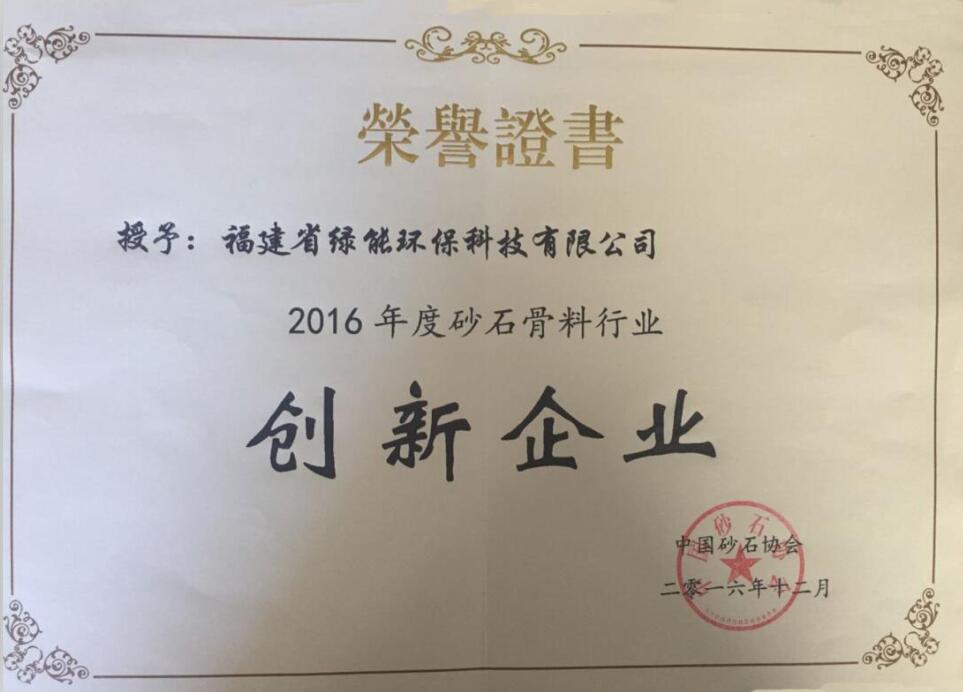 榮譽證書
授予：福建省绿能环保科技有限公司
2016年度砂石骨料行业
创新企业
中国砂石协会
二零一六年十二月